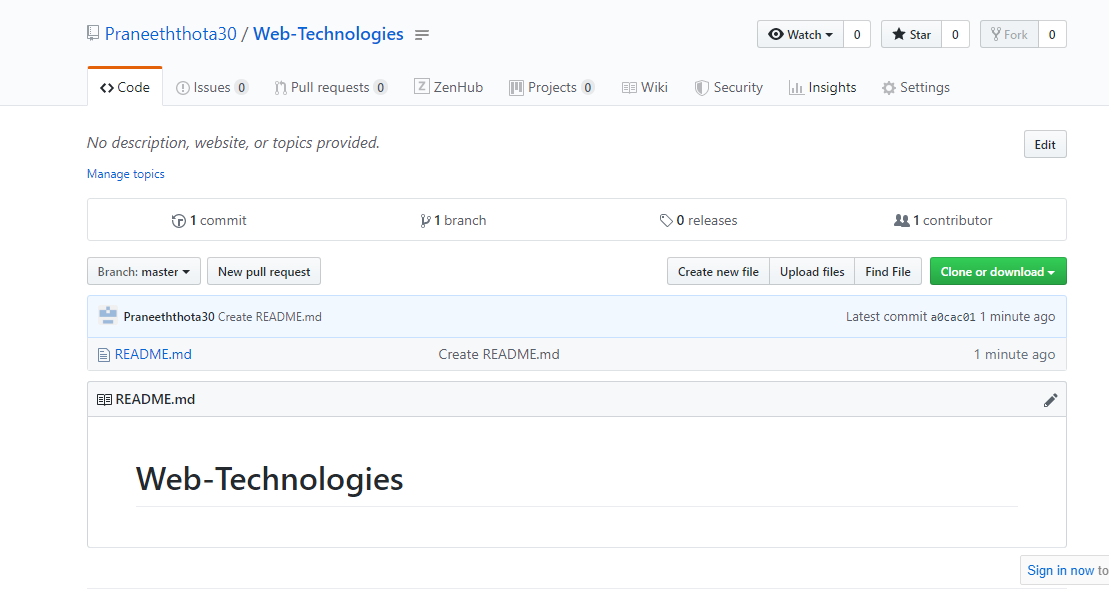 Praneeththota30 / Web-Technologies
Watch 0 Star 0 Fork 0
Code Issues 0 Pull requests 0 Z ZenHub Projects 0 Wiki Security Insights Settings
No description, website, or topics provided.
Edit
Manage topics
1 commit 1 branch 0 releases 1 contributor
Branch: master New pull request Create new file Upload files Find File Clone or download
Praneeththota30 Create README.md Latest commit a0cac01 1 minute ago
README.md Create README.md 1 minute ago
README.md
Web-Technologies
Sign in now to